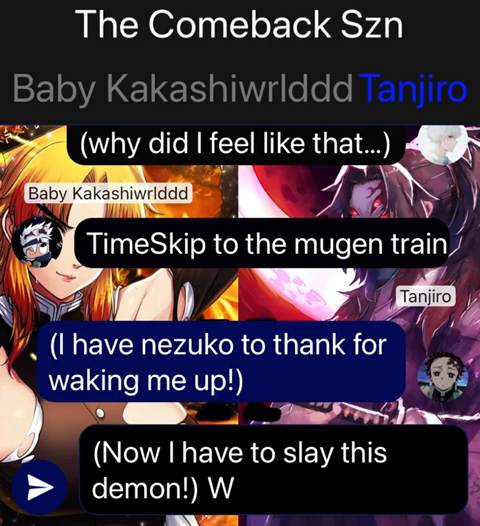 The Comeback Szn
Baby Kakashiwrlddd Tanjiro
(why did I feel like that...)
Baby Kakashiwrlddd
TimeSkip to the mugen train
Tanjiro
(I have nezuko to thank for
waking me up!)
(Now I have to slay this
demon!) W